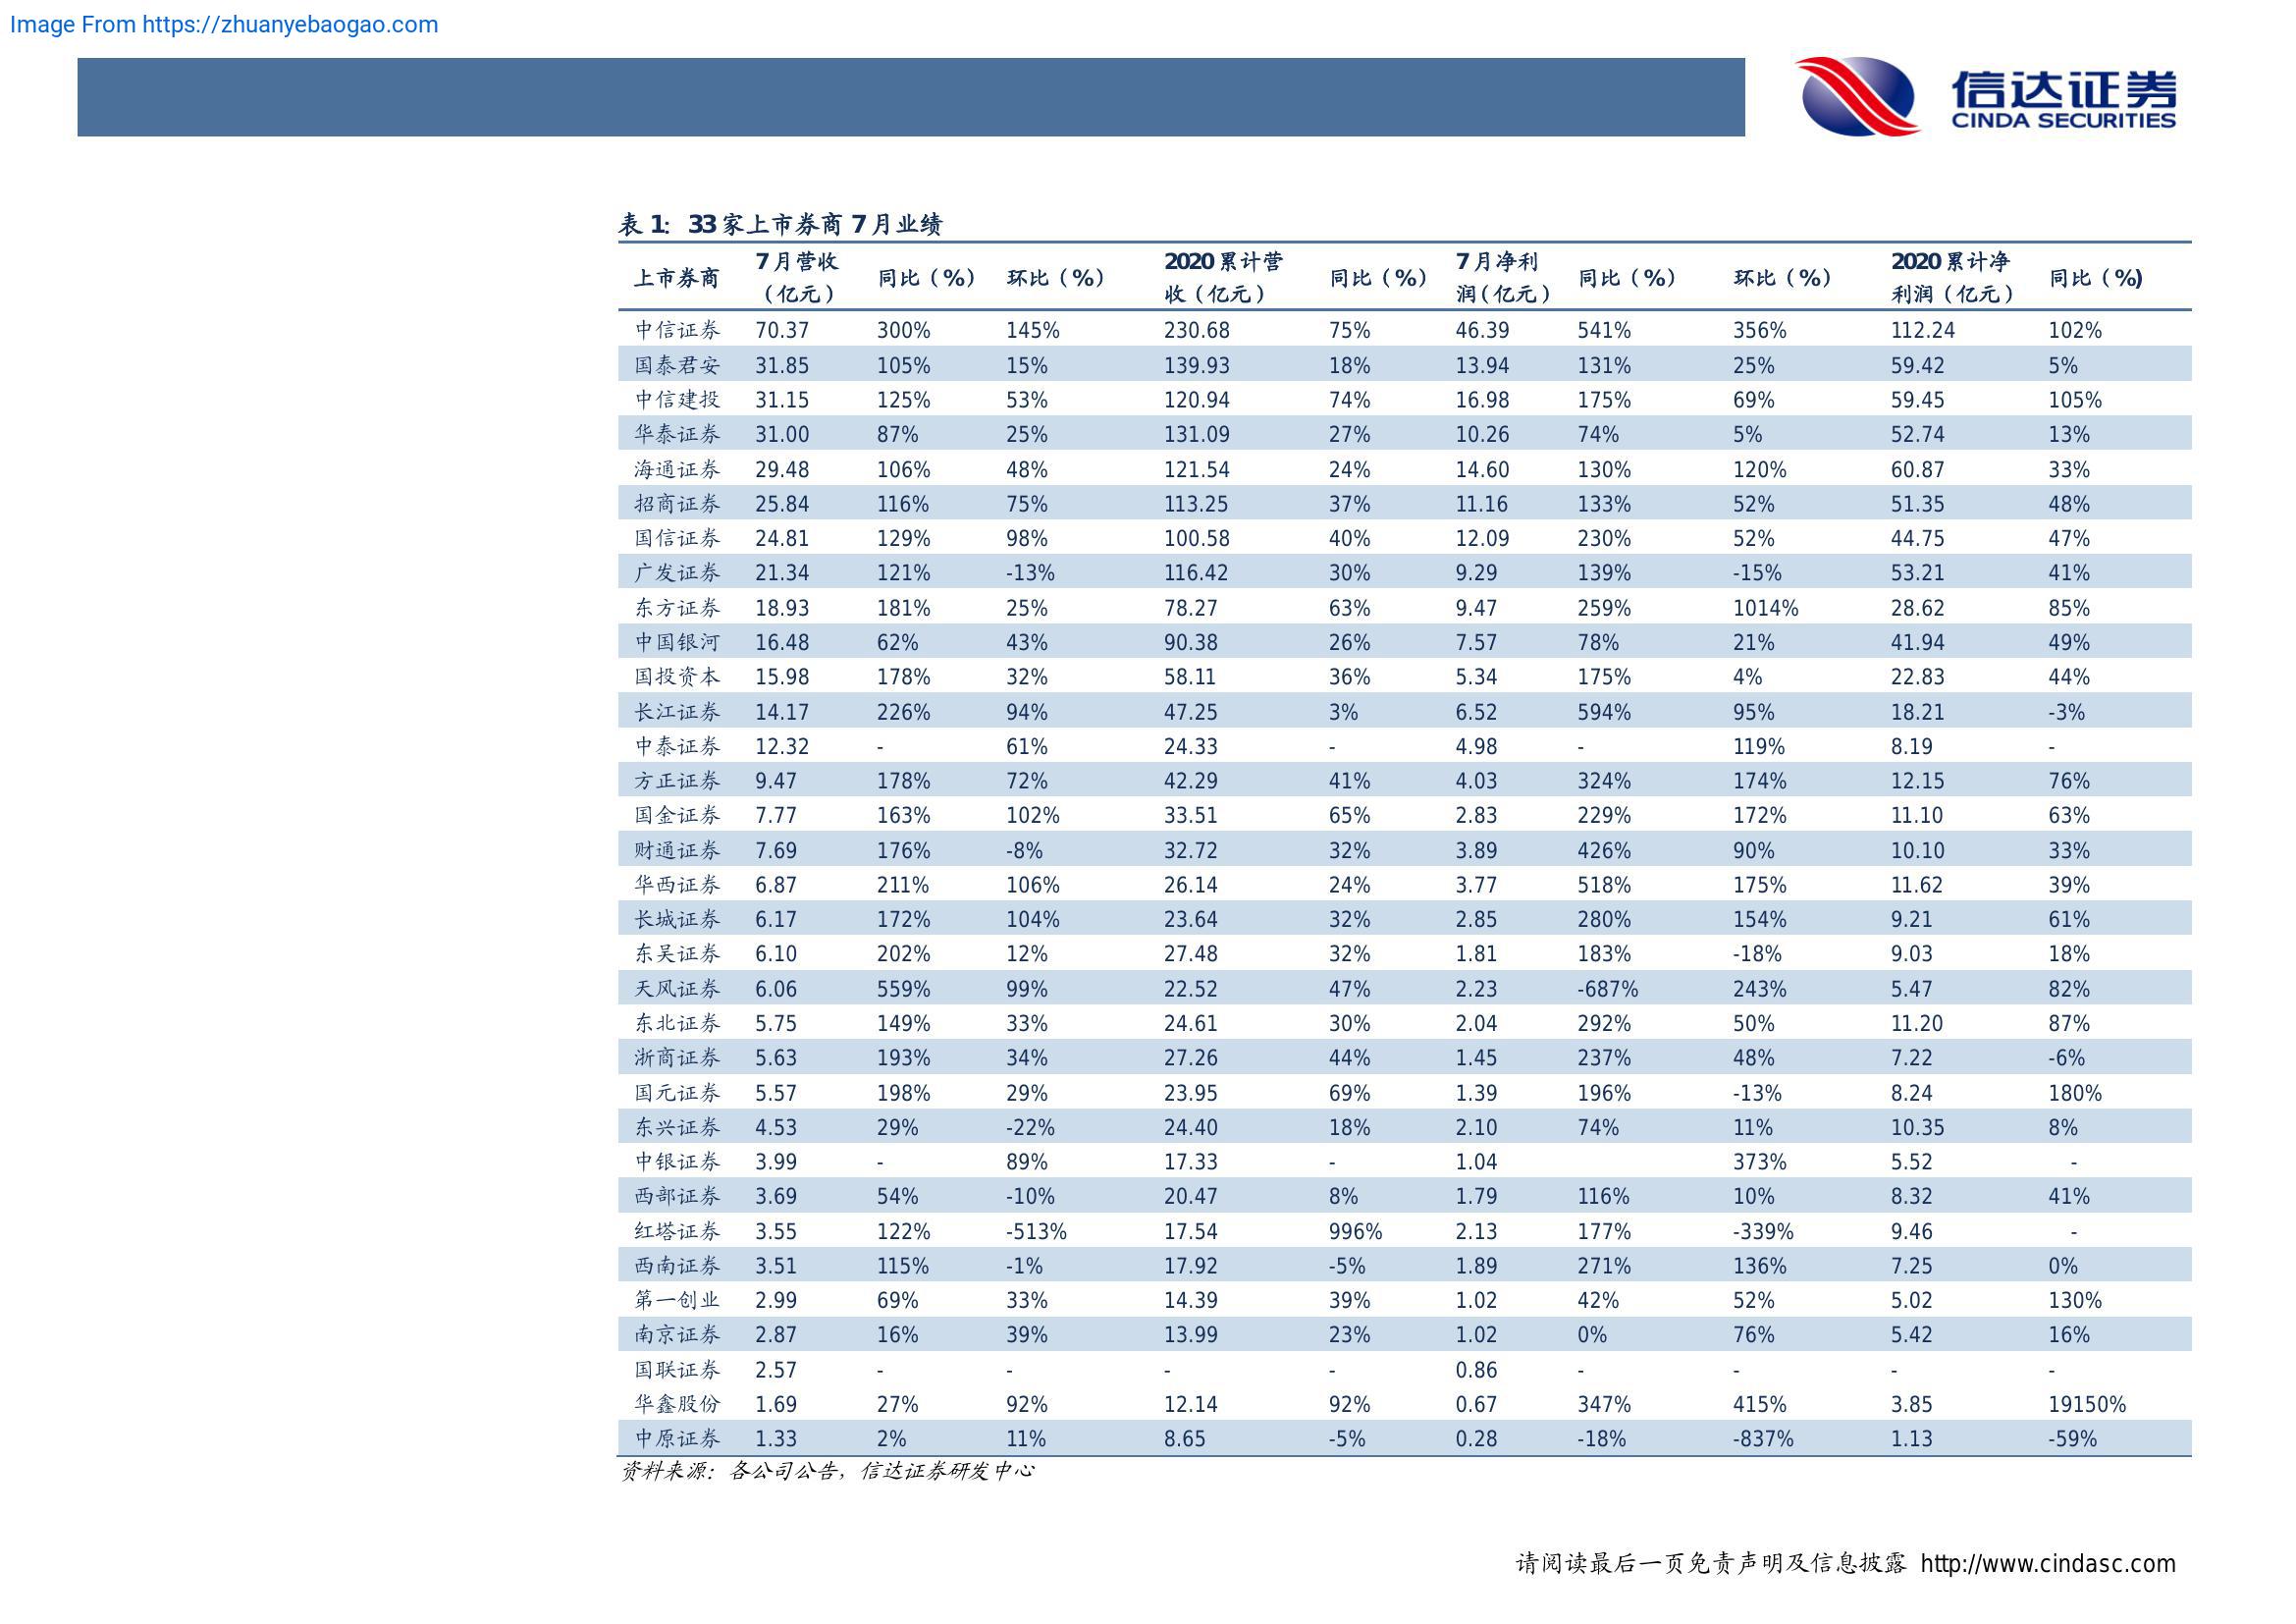 Image From https://zhuanyebaogao.com
信达证券
CINDA SECURITIES
表 1: 33 家上市券商 7 月业绩
上市券商 7 月营收（亿元） 同比（%） 环比（%） 2020 累计营收（亿元） 同比（%） 7 月净利润（亿元） 同比（%） 环比（%） 2020 累计净利润（亿元） 同比（%)
中信证券 70.37 300% 145% 230.68 75% 46.39 541% 356% 112.24 102%
国泰君安 31.85 105% 15% 139.93 18% 13.94 131% 25% 59.42 5%
中信建投 31.15 125% 53% 120.94 74% 16.98 175% 69% 59.45 105%
华泰证券 31.00 87% 25% 131.09 27% 10.26 74% 5% 52.74 13%
海通证券 29.48 106% 48% 121.54 24% 14.60 130% 120% 60.87 33%
招商证券 25.84 116% 75% 113.25 37% 11.16 133% 52% 51.35 48%
国信证券 24.81 129% 98% 100.58 40% 12.09 230% 52% 44.75 47%
广发证券 21.34 121% -13% 116.42 30% 9.29 139% -15% 53.21 41%
东方证券 18.93 181% 25% 78.27 63% 9.47 259% 1014% 28.62 85%
中国银河 16.48 62% 43% 90.38 26% 7.57 78% 21% 41.94 49%
国投资本 15.98 178% 32% 58.11 36% 5.34 175% 4% 22.83 44%
长江证券 14.17 226% 94% 47.25 3% 6.52 594% 95% 18.21 -3%
中泰证券 12.32 - 61% 24.33 - 4.98 - 119% 8.19 -
方正证券 9.47 178% 72% 42.29 41% 4.03 324% 174% 12.15 76%
国金证券 7.77 163% 102% 33.51 65% 2.83 229% 172% 11.10 63%
财通证券 7.69 176% -8% 32.72 32% 3.89 426% 90% 10.10 33%
华西证券 6.87 211% 106% 26.14 24% 3.77 518% 175% 11.62 39%
长城证券 6.17 172% 104% 23.64 32% 2.85 280% 154% 9.21 61%
东吴证券 6.10 202% 12% 27.48 32% 1.81 183% -18% 9.03 18%
天风证券 6.06 559% 99% 22.52 47% 2.23 -687% 243% 5.47 82%
东北证券 5.75 149% 33% 24.61 30% 2.04 292% 50% 11.20 87%
浙商证券 5.63 193% 34% 27.26 44% 1.45 237% 48% 7.22 -6%
国元证券 5.57 198% 29% 23.95 69% 1.39 196% -13% 8.24 180%
东兴证券 4.53 29% -22% 24.40 18% 2.10 74% 11% 10.35 8%
中银证券 3.99 - 89% 17.33 - 1.04 373% 5.52 -
西部证券 3.69 54% -10% 20.47 8% 1.79 116% 10% 8.32 41%
红塔证券 3.55 122% -513% 17.54 996% 2.13 177% -339% 9.46 -
西南证券 3.51 115% -1% 17.92 -5% 1.89 271% 136% 7.25 0%
第一创业 2.99 69% 33% 14.39 39% 1.02 42% 52% 5.02 130%
南京证券 2.87 16% 39% 13.99 23% 1.02 0% 76% 5.42 16%
国联证券 2.57 - - - - 0.86 - - - -
华鑫股份 1.69 27% 92% 12.14 92% 0.67 347% 415% 3.85 19150%
中原证券 1.33 2% 11% 8.65 -5% 0.28 -18% -837% 1.13 -59%
资料来源：各公司公告，信达证券研发中心
请阅读最后一页免责声明及信息披露 http://www.cindasc.com